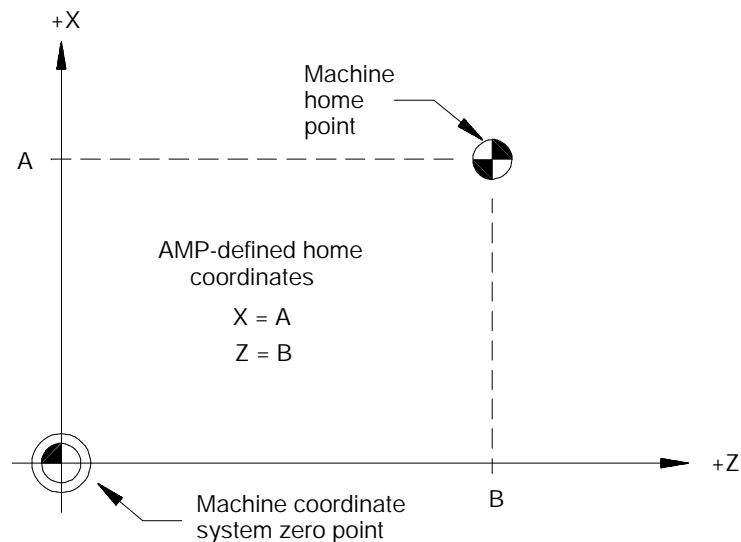 +X
Machine
home
point
A
AMP-defined home
coordinates
X = A
Z = B
+Z
B
Machine coordinate
system zero point